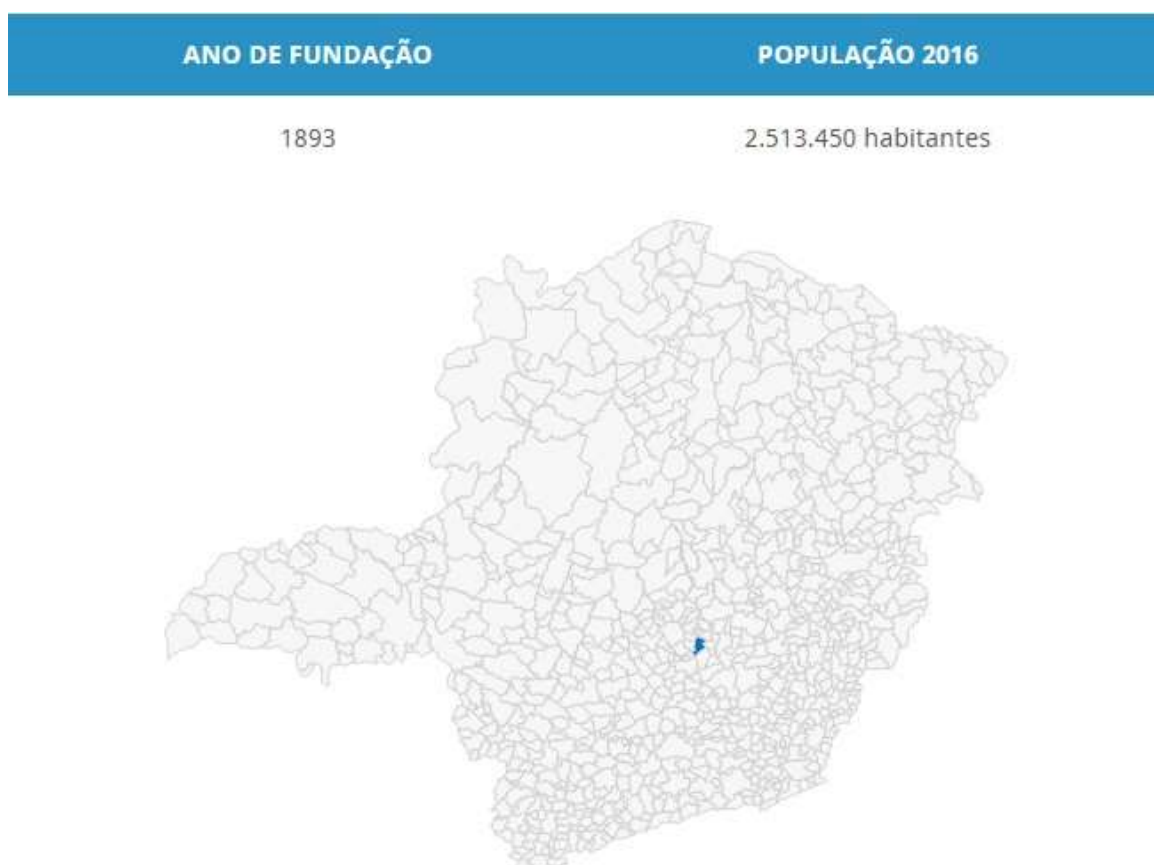 ANO DE FUNDAÇÃO POPULAÇÃO 2016
1893 2.513.450 habitantes